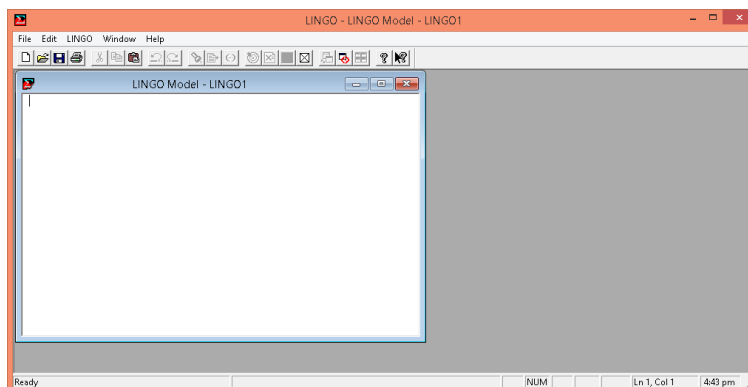 LINGO - LINGO Model - LINGO1
File Edit LINGO Window Help
LINGO Model - LINGO1
Ready NUM Ln 1, Col 1 4:43 pm